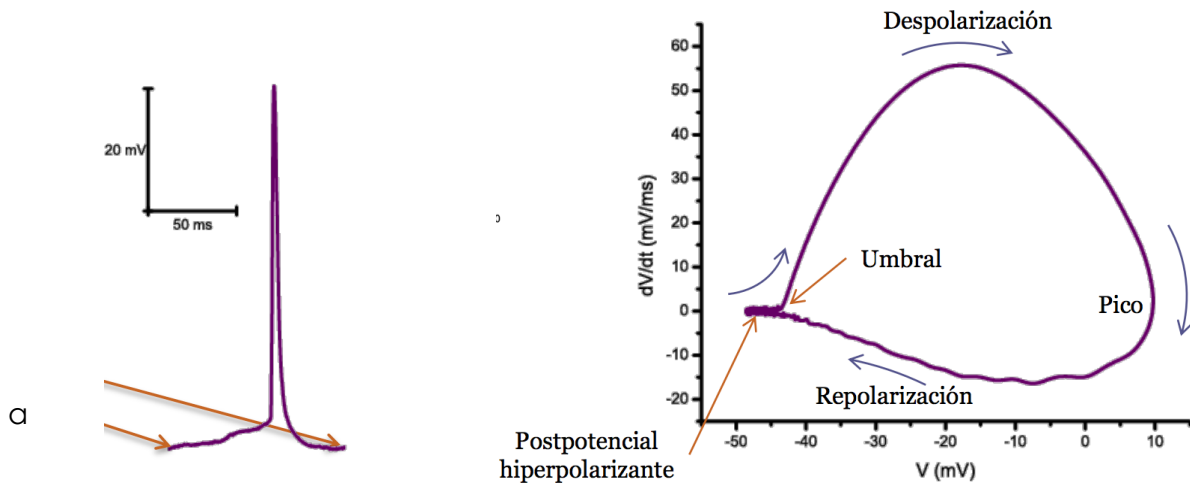 20 mV
50 ms
a
Despolarización
60
50
40
30
20
10
0
-10
-20
dV/dt (mV/ms)
Umbral
Pico
Repolarización
Postpotencial
hiperpolarizante
-50
-40
-30
-20
-10
0
10
V (mV)